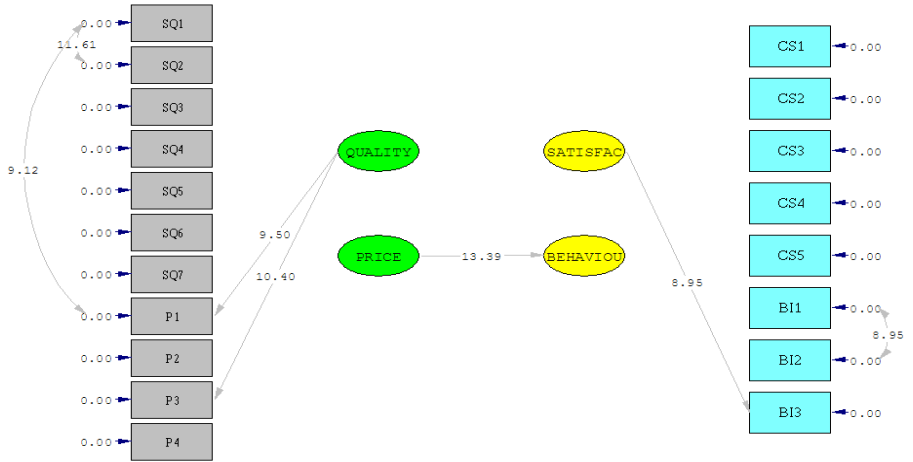 0.00 SQ1
11.61
0.00 SQ2
0.00 SQ3
0.00 SQ4
9.12
0.00 SQ5
0.00 SQ6
0.00 SQ7
0.00 P1
0.00 P2
0.00 P3
0.00 P4
QUALITY
SATISFAC
9.50
10.40
PRICE
13.39
BEHAVIOU
8.95
CS1 0.00
CS2 0.00
CS3 0.00
CS4 0.00
CS5 0.00
BI1 0.00
8.95
BI2 0.00
BI3 0.00